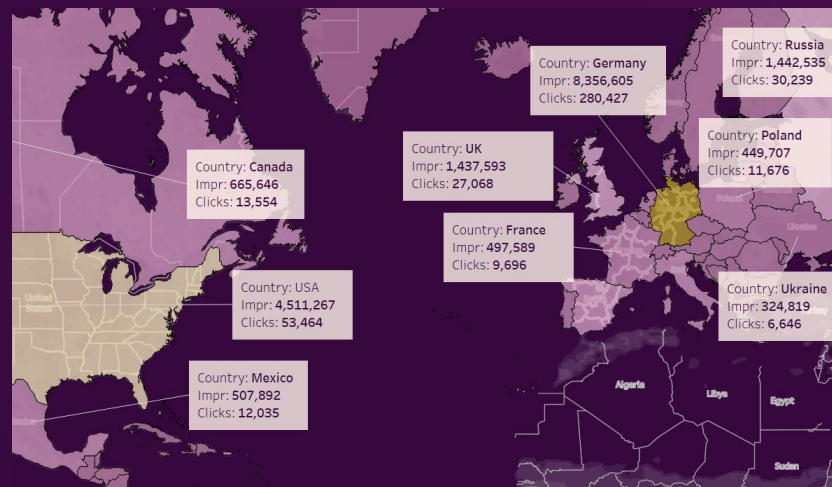 Country: Russia
Impr: 1,442,535
Clicks: 30,239
Country: Germany
Impr: 8,356,605
Clicks: 280,427
Country: Poland
Impr: 449,707
Clicks: 11,676
Country: UK
Impr: 1,437,593
Clicks: 27,068
Country: Canada
Impr: 665,646
Clicks: 13,554
Poland
Country: France
Impr: 497,589
Clicks: 9,696
Ukraine
Country: USA
Impr: 4,511,267
Clicks: 53,464
Country: Ukraine
Impr: 324,819
Clicks: 6,646
United
States
Country: Mexico
Impr: 507,892
Clicks: 12,035
Algeria
Libya
Egypt
Sudan